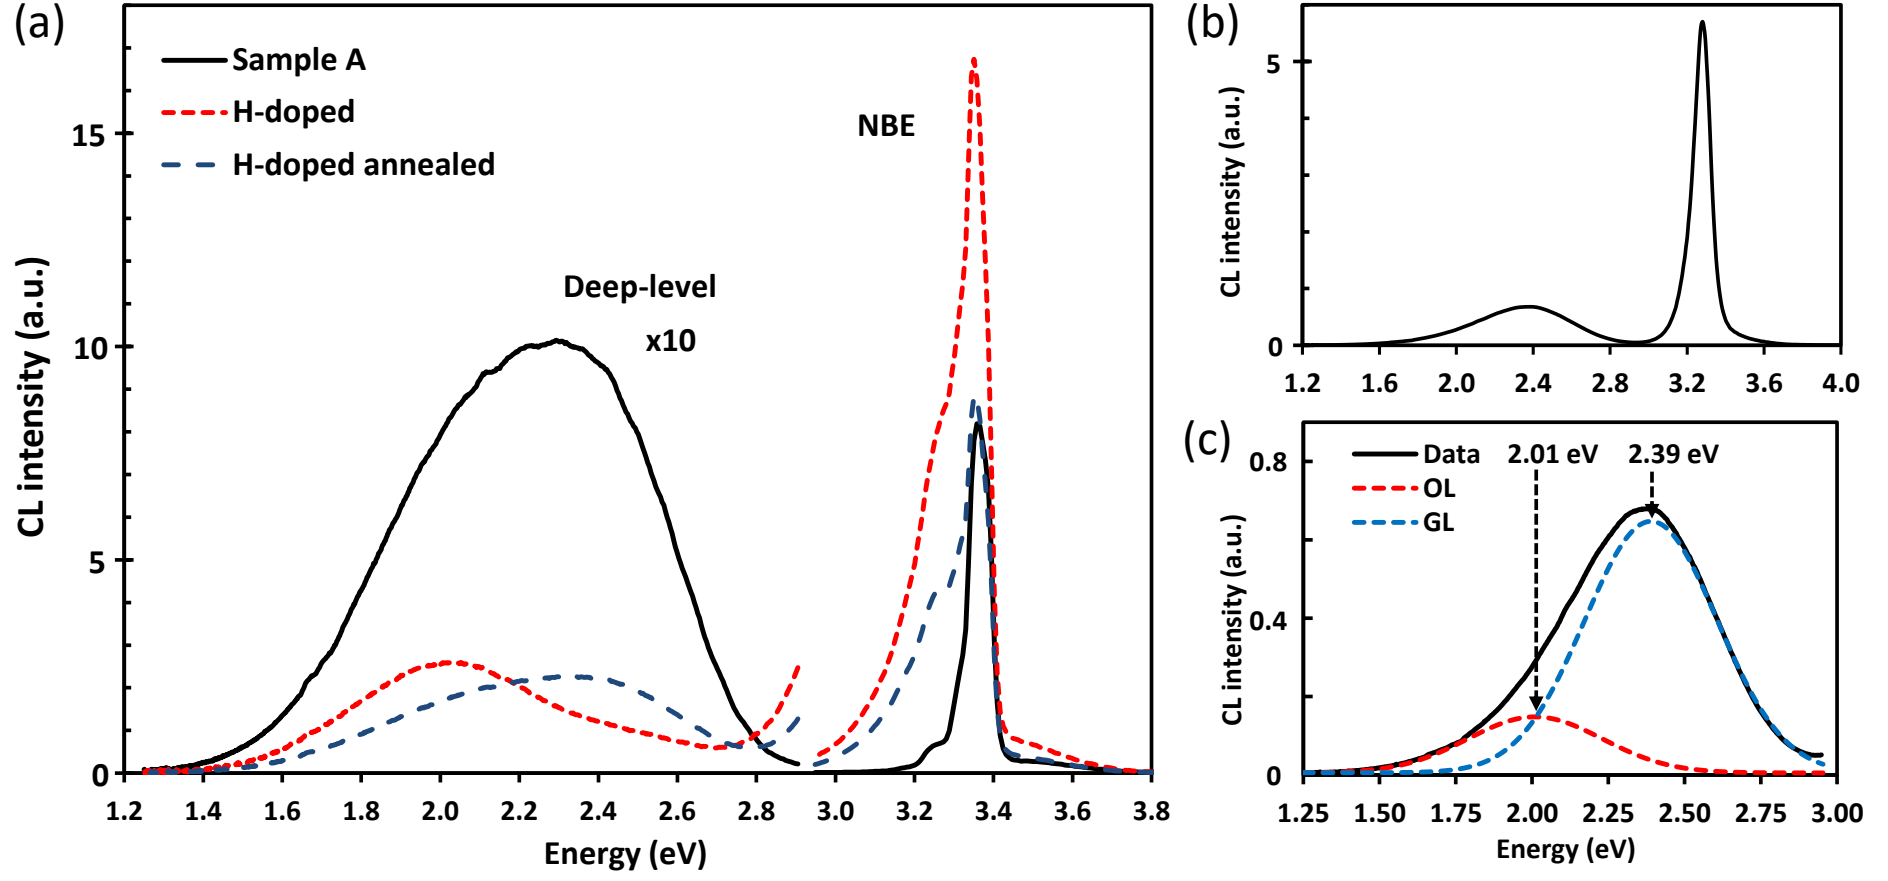 (a)
Sample A
H-doped
H-doped annealed
NBE
Deep-level
x10
15
10
5
0
CL intensity (a.u.)
1.2 1.4 1.6 1.8 2.0 2.2 2.4 2.6 2.8 3.0 3.2 3.4 3.6 3.8
Energy (eV)
(b)
5
0
CL intensity (a.u.)
1.2 1.6 2.0 2.4 2.8 3.2 3.6 4.0
(c)
Data 2.01 eV 2.39 eV
OL
GL
0.8
0.4
0
CL intensity (a.u.)
1.25 1.50 1.75 2.00 2.25 2.50 2.75 3.00
Energy (eV)